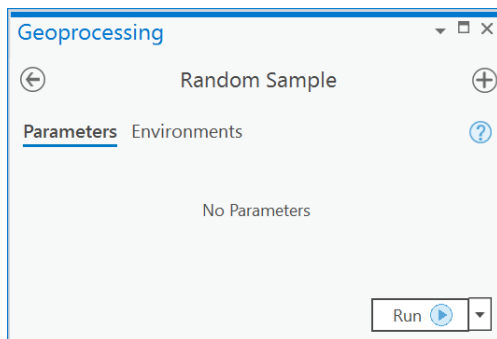 Geoprocessing
Random Sample
Parameters Environments
No Parameters
Run